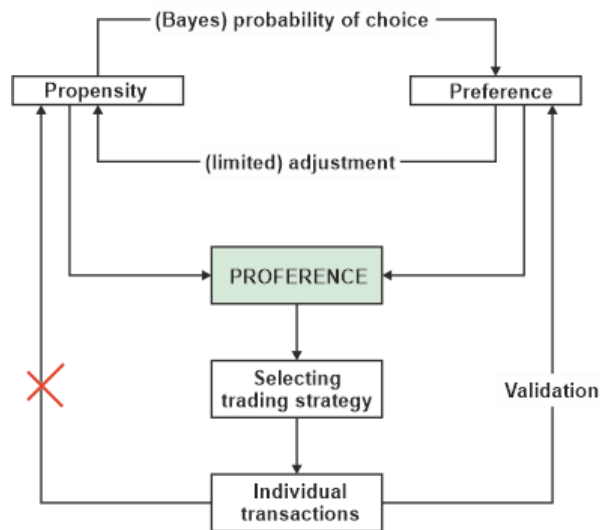 (Bayes) probability of choice
Propensity
Preference
(limited) adjustment
PROFERENCE
Selecting
trading strategy
Validation
Individual
transactions